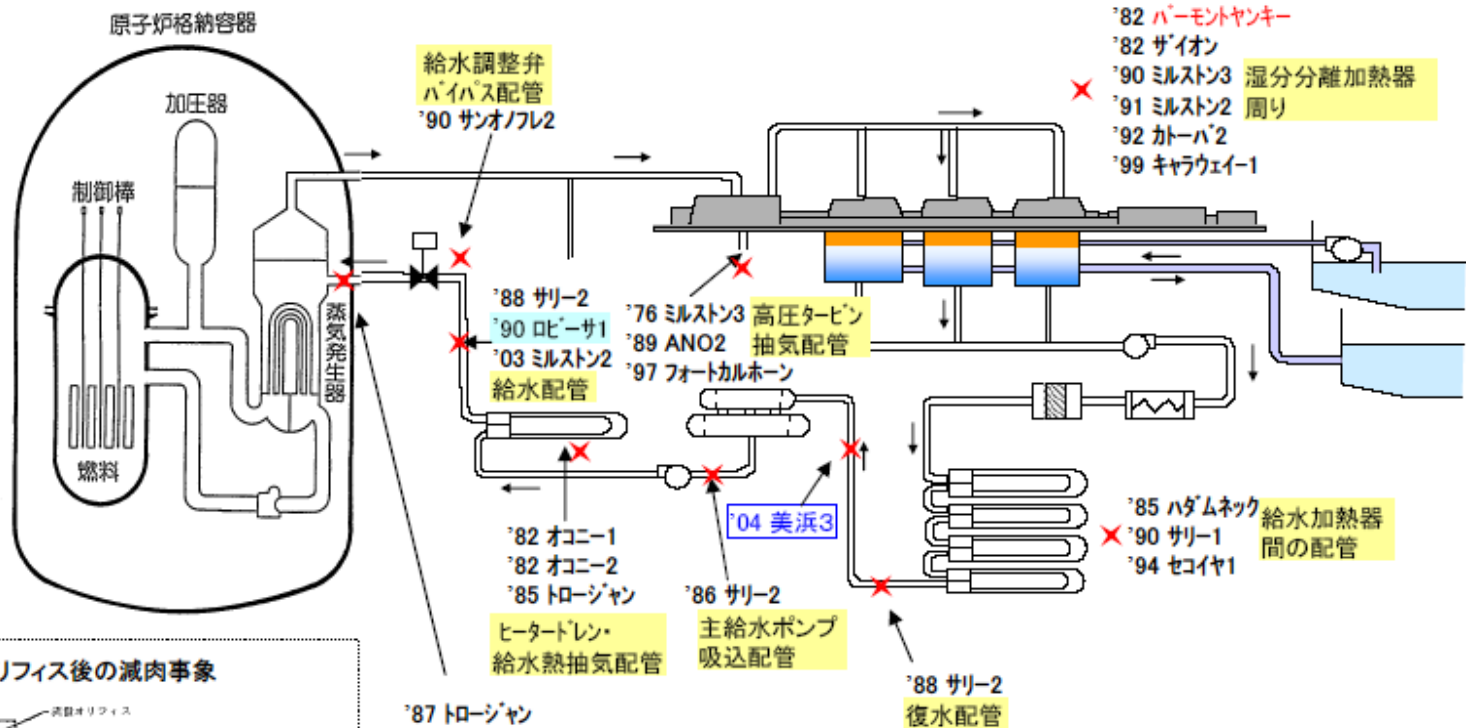 原子炉格納容器
加圧器
制御棒
燃料
蒸気発生器
給水調整弁
バイパス配管
'90 サンオノフレ2
'82 バーモントヤンキー
'82 ザイオン
'90 ミルストン3
'91 ミルストン2
'92 カトーバ2
'99 キャラウェイー1
湿分分離加熱器
周り
'88 サリー2
'90 ロビーサ1
'03 ミルストン2
給水配管
'76 ミルストン3
'89 ANO2
'97 フォートカルホーン
高圧タービン
抽気配管
'04 美浜3
'85 ハダムネック
'90 サリー1
'94 セコイヤ1
給水加熱器
間の配管
'82 オコニー1
'82 オコニー2
'85 トロージャン
ヒータードレン・
給水熱抽気配管
'86 サリー2
主給水ポンプ
吸込配管
'88 サリー2
復水配管
'87 トロージャン
リフィス後の減肉事象
流量オリフィス